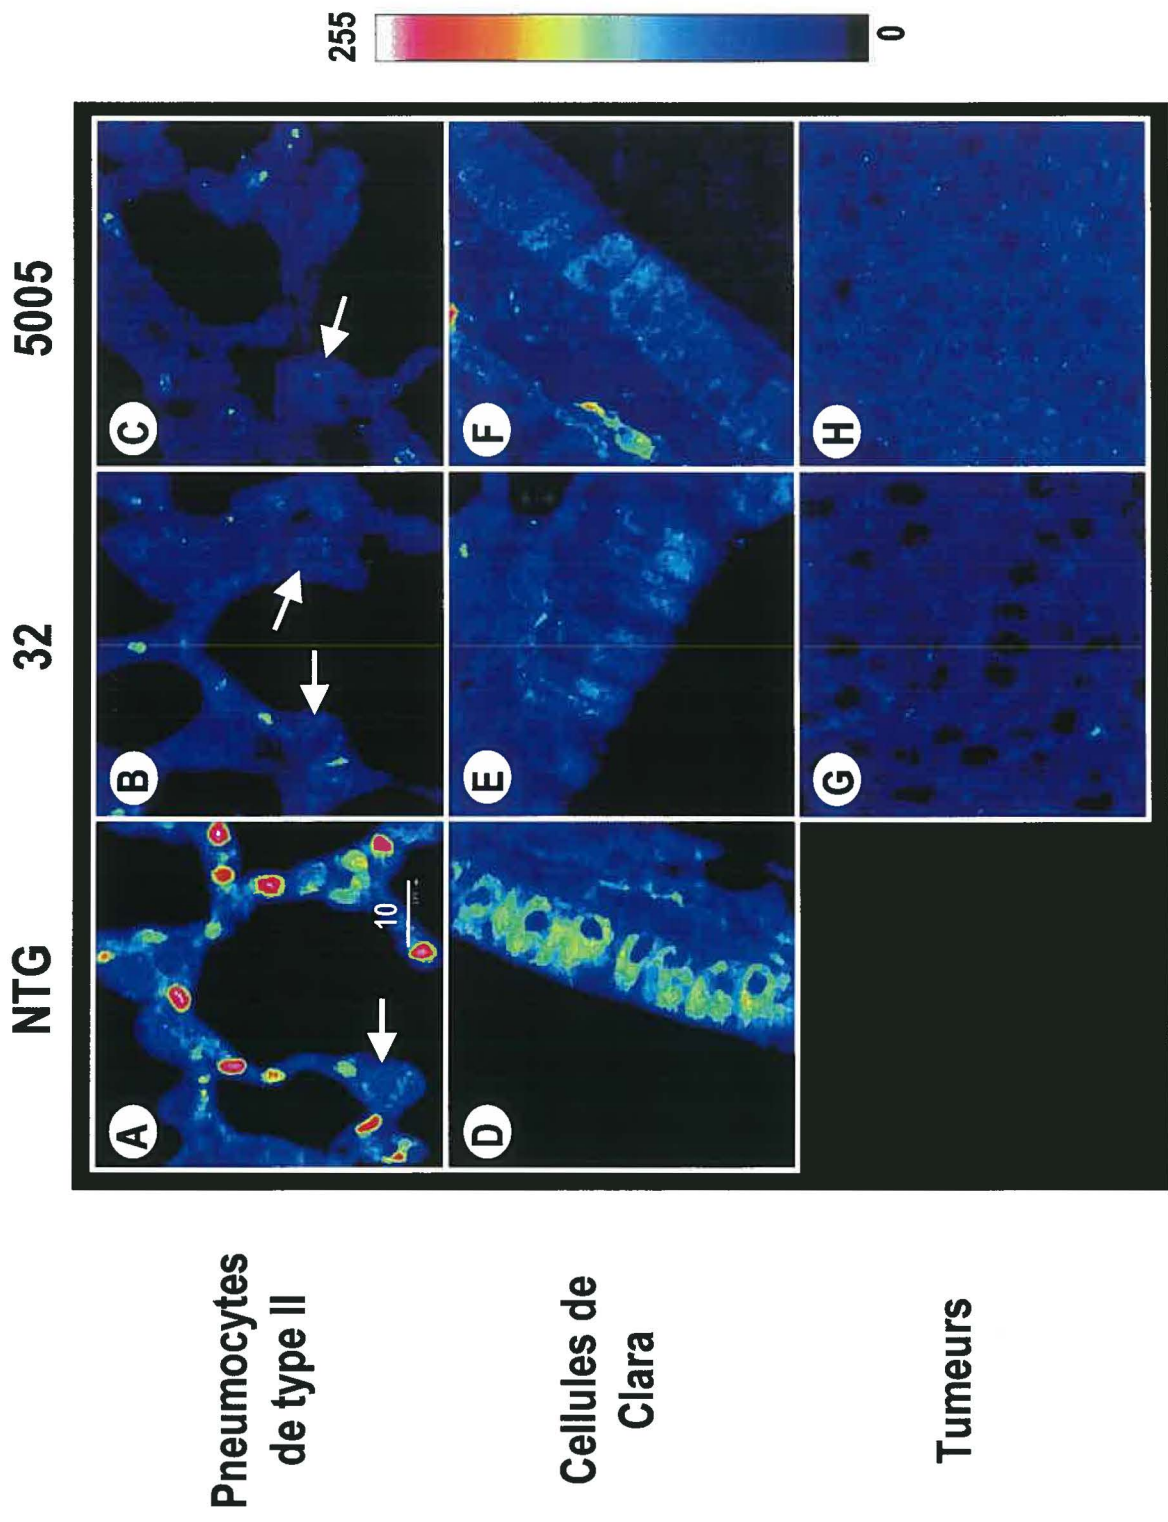 NTG
32
5005
Pneumocytes
de type II
A
10
B
C
255
0
Cellules de
Clara
D
E
F
Tumeurs
G
H